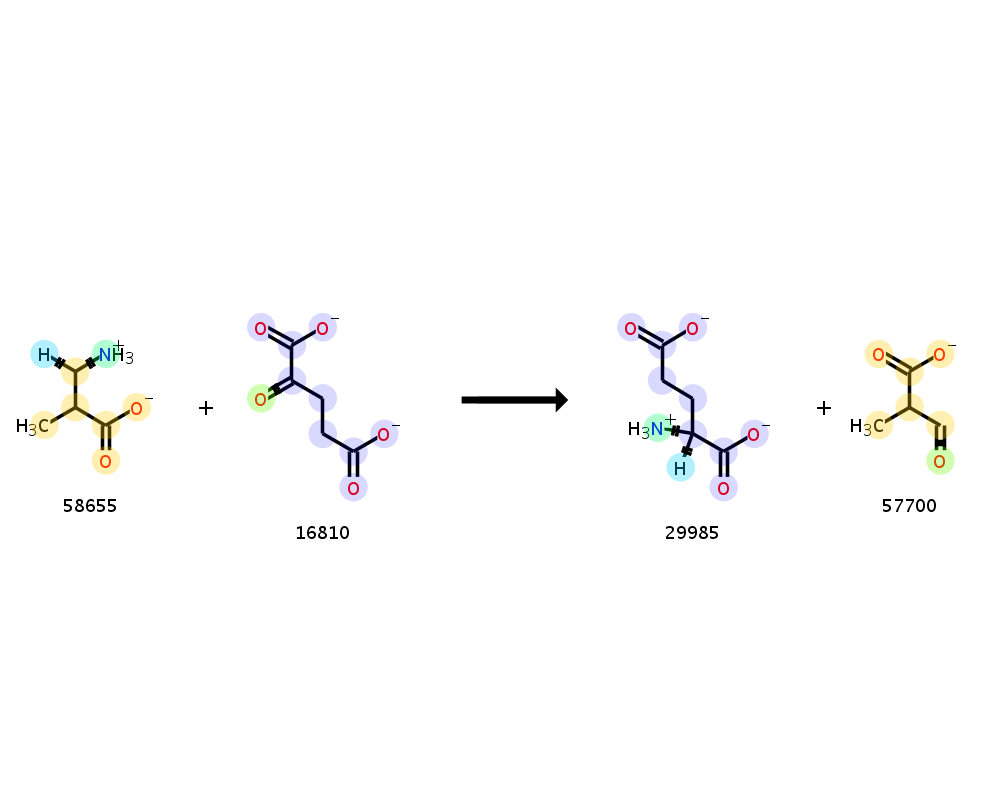 H NH3+
H3C O−
O
58655
+
O O−
O
O−
O
16810
O O−
H3N+ O−
H
O
29985
+
O O−
H3C
O
57700